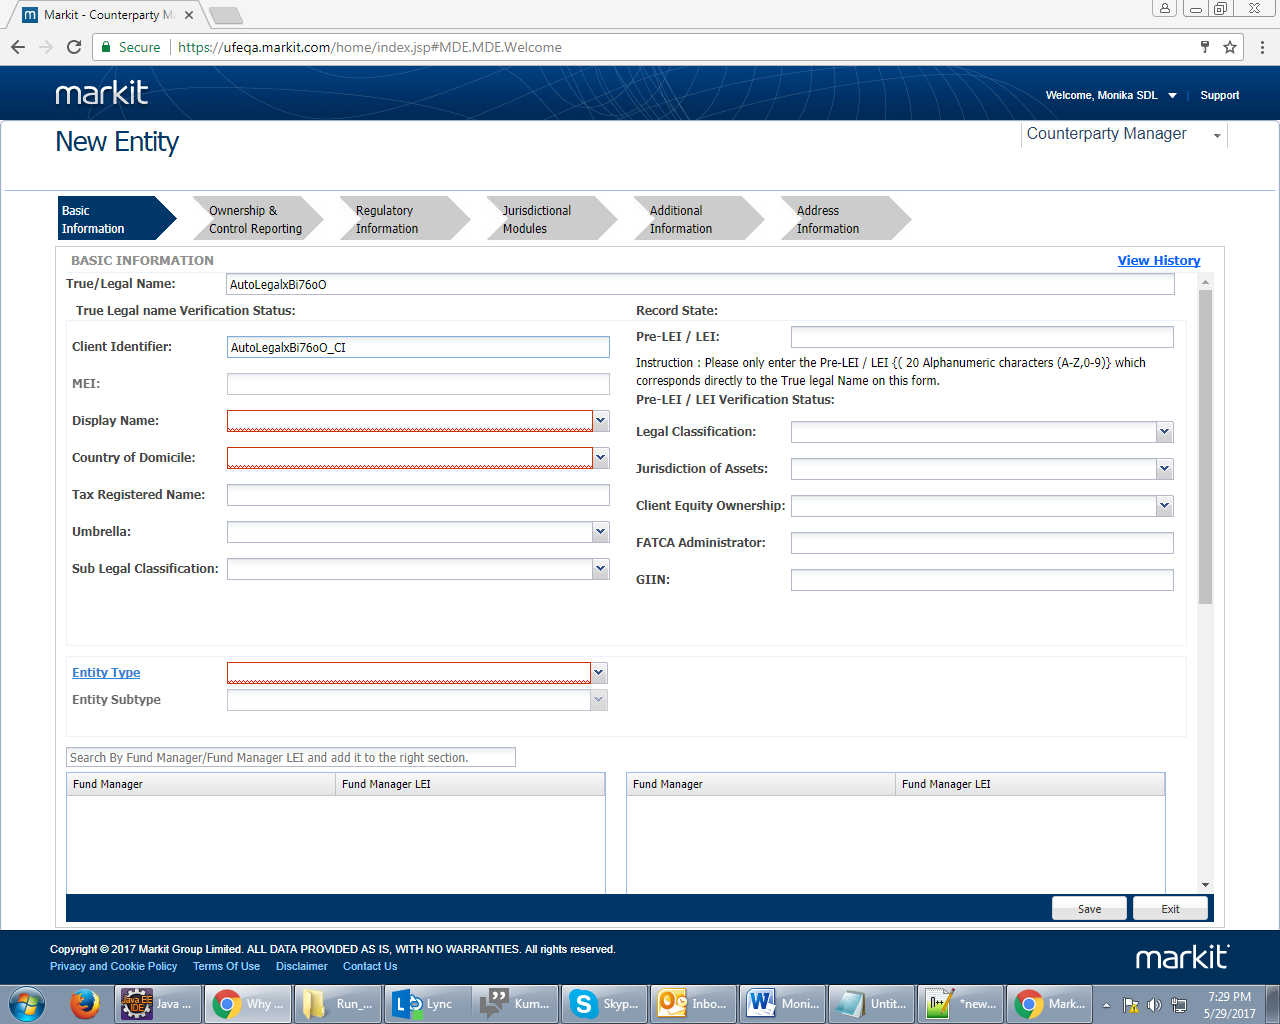 m Markit - Counterparty Ma
Secure https://ufeqa.markit.com/home/index.jsp#MDE.MDE.Welcome
markit
Welcome, Monika SDL Support
New Entity
Counterparty Manager
Basic Information
Ownership & Control Reporting
Regulatory Information
Jurisdictional Modules
Additional Information
Address Information
BASIC INFORMATION
View History
True/Legal Name: AutoLegalxBi76oO
True Legal name Verification Status:
Record State:
Client Identifier: AutoLegalxBi76oO_CI
Pre-LEI / LEI:
Instruction : Please only enter the Pre-LEI / LEI {( 20 Alphanumeric characters (A-Z,0-9)} which
corresponds directly to the True legal Name on this form.
MEI:
Pre-LEI / LEI Verification Status:
Display Name:
Legal Classification:
Country of Domicile:
Jurisdiction of Assets:
Tax Registered Name:
Client Equity Ownership:
Umbrella:
FATCA Administrator:
Sub Legal Classification:
GIIN:
Entity Type
Entity Subtype
Search By Fund Manager/Fund Manager LEI and add it to the right section.
Fund Manager Fund Manager LEI
Fund Manager Fund Manager LEI
Save Exit
Copyright © 2017 Markit Group Limited. ALL DATA PROVIDED AS IS, WITH NO WARRANTIES. All rights reserved.
Privacy and Cookie Policy Terms Of Use Disclaimer Contact Us
markit
Java EE IDE Java ... Why ... Run_... Lync Kum... Skyp... Inbo... Moni... Untit... *new... Mark...
7:29 PM
5/29/2017